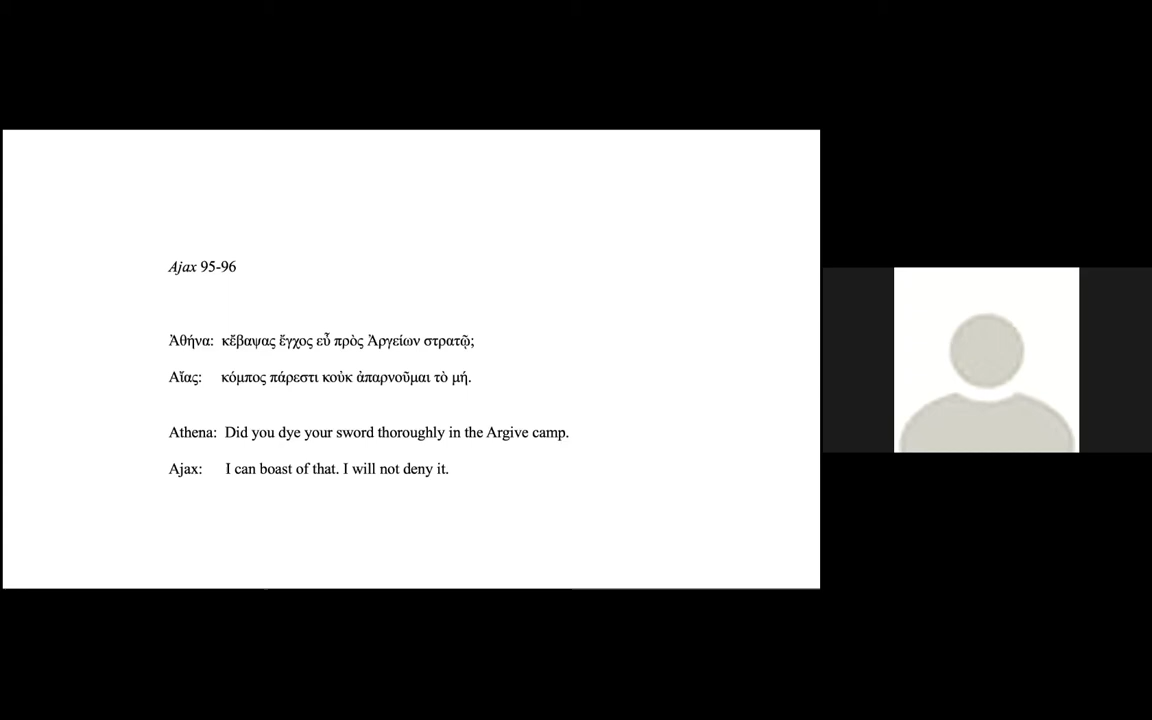 Ajax 95-96
Ἀθήνα: κἔβαψας ἔγχος εὖ πρὸς Ἀργείων στρατῷ;
Αἴας: κόμπος πάρεστι κοὐκ ἀπαρνοῦμαι τὸ μή.
Athena: Did you dye your sword thoroughly in the Argive camp.
Ajax: I can boast of that. I will not deny it.